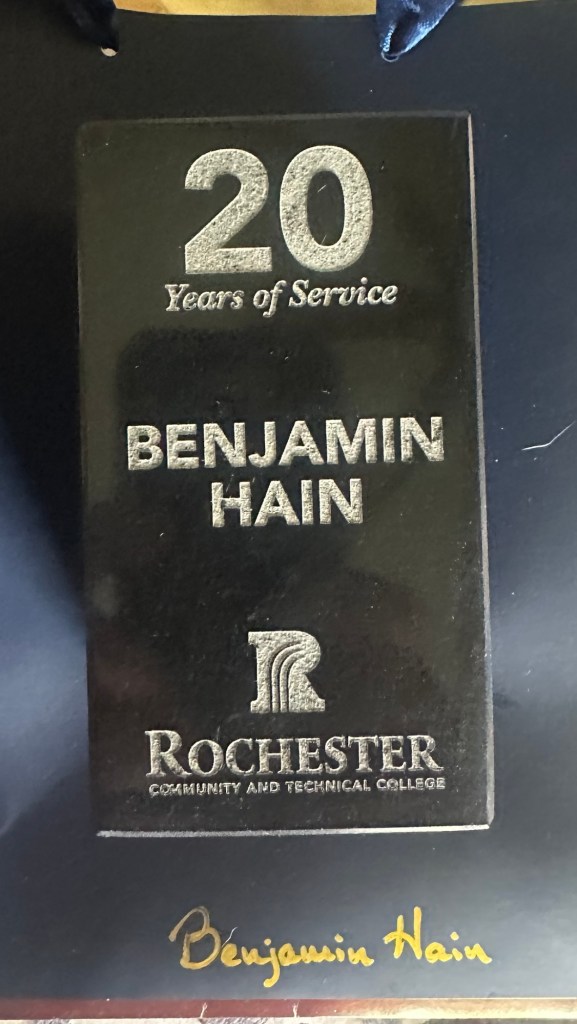 20
Years of Service
BENJAMIN
HAIN
R
ROCHESTER
COMMUNITY AND TECHNICAL COLLEGE
Benjamin Hain